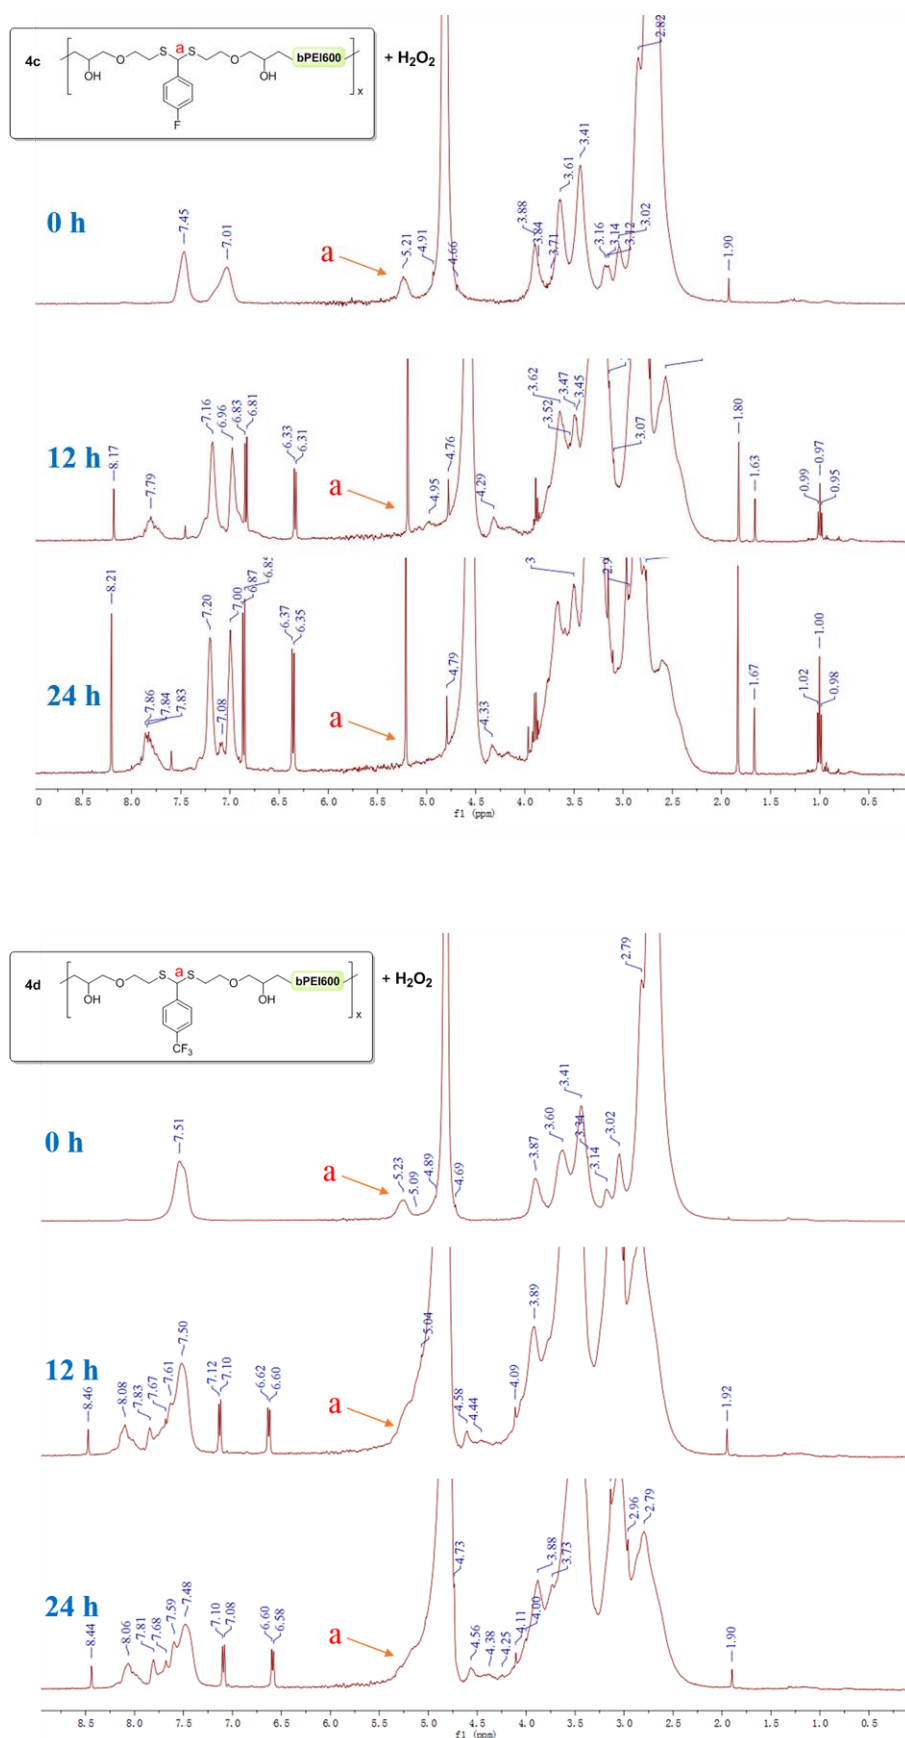 4c
S a S
O O
OH OH
bPEI600
x
F
+ H2O2
0 h
7.45 7.01 5.21 4.91 4.66 3.88 3.84 3.71 3.61 3.41 3.16 3.14 3.12 3.02 2.82 1.90
a
12 h
8.17 7.79 7.16 6.96 6.83 6.81 6.33 6.31 4.95 4.76 4.29 3.62 3.52 3.47 3.45 3.07 1.80 1.63 0.99 0.97 0.95
a
24 h
8.21 7.86 7.84 7.83 7.20 7.08 7.00 6.87 6.85 6.37 6.35 4.79 4.33 3 2.9 1.67 1.02 1.00 0.98
a
0 8.5 8.0 7.5 7.0 6.5 6.0 5.5 5.0 4.5 4.0 3.5 3.0 2.5 2.0 1.5 1.0 0.5
f1 (ppm)
4d
S a S
O O
OH OH
bPEI600
x
CF3
+ H2O2
0 h
7.51 5.23 5.09 4.89 4.69 3.87 3.60 3.41 3.34 3.14 3.02 2.79
a
12 h
8.46 8.08 7.83 7.67 7.61 7.50 7.12 7.10 6.62 6.60 5.04 4.58 4.44 4.09 3.89 1.92
a
24 h
8.44 8.06 7.81 7.68 7.59 7.48 7.10 7.08 6.60 6.58 4.73 4.56 4.38 4.25 4.11 4.00 3.88 3.73 2.96 2.79 1.90
a
8.5 8.0 7.5 7.0 6.5 6.0 5.5 5.0 4.5 4.0 3.5 3.0 2.5 2.0 1.5 1.0 0.5
f1 (ppm)